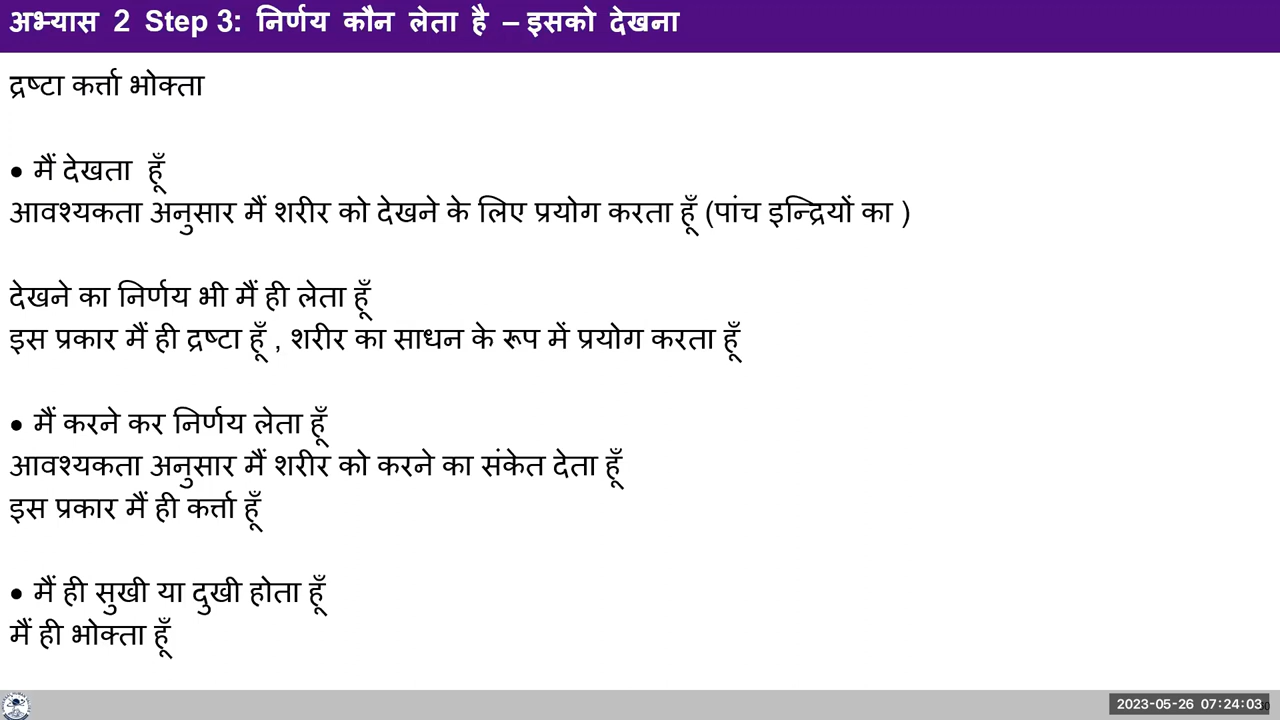 अभ्यास 2 Step 3: निर्णय कौन लेता है – इसको देखना
द्रष्टा कर्त्ता भोक्ता
• मैं देखता हूँ
आवश्यकता अनुसार मैं शरीर को देखने के लिए प्रयोग करता हूँ (पांच इन्द्रियों का )
देखने का निर्णय भी मैं ही लेता हूँ
इस प्रकार मैं ही द्रष्टा हूँ , शरीर का साधन के रूप में प्रयोग करता हूँ
• मैं करने कर निर्णय लेता हूँ
आवश्यकता अनुसार मैं शरीर को करने का संकेत देता हूँ
इस प्रकार मैं ही कर्त्ता हूँ
• मैं ही सुखी या दुखी होता हूँ
मैं ही भोक्ता हूँ
2023-05-26 07:24:03